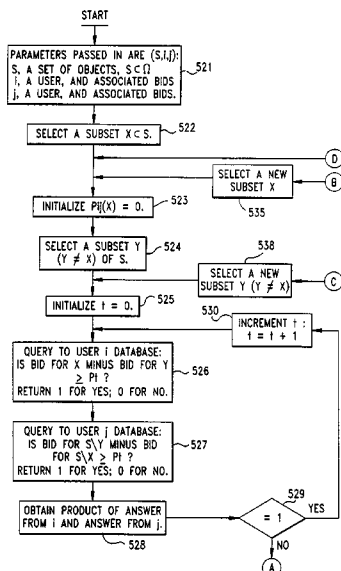 START
PARAMETERS PASSED IN ARE (S,i,j):
S, A SET OF OBJECTS, S⊂Ω
i, A USER, AND ASSOCIATED BIDS
j, A USER, AND ASSOCIATED BIDS.
521
SELECT A SUBSET X⊂S.
522
D
SELECT A NEW
SUBSET X
B
535
INITIALIZE Pij(X) = 0.
523
SELECT A SUBSET Y
(Y ≠ X) OF S.
524
538
SELECT A NEW
SUBSET Y (Y ≠ X)
C
INITIALIZE t = 0.
525
530
INCREMENT t :
t = t + 1
QUERY TO USER i DATABASE:
IS BID FOR X MINUS BID FOR Y
≥ Pt ?
RETURN 1 FOR YES; 0 FOR NO.
526
QUERY TO USER j DATABASE:
IS BID FOR S\Y MINUS BID
FOR S\X ≥ Pt ?
RETURN 1 FOR YES; 0 FOR NO.
527
OBTAIN PRODUCT OF ANSWER
FROM i AND ANSWER FROM j.
528
529
= 1
YES
NO
A